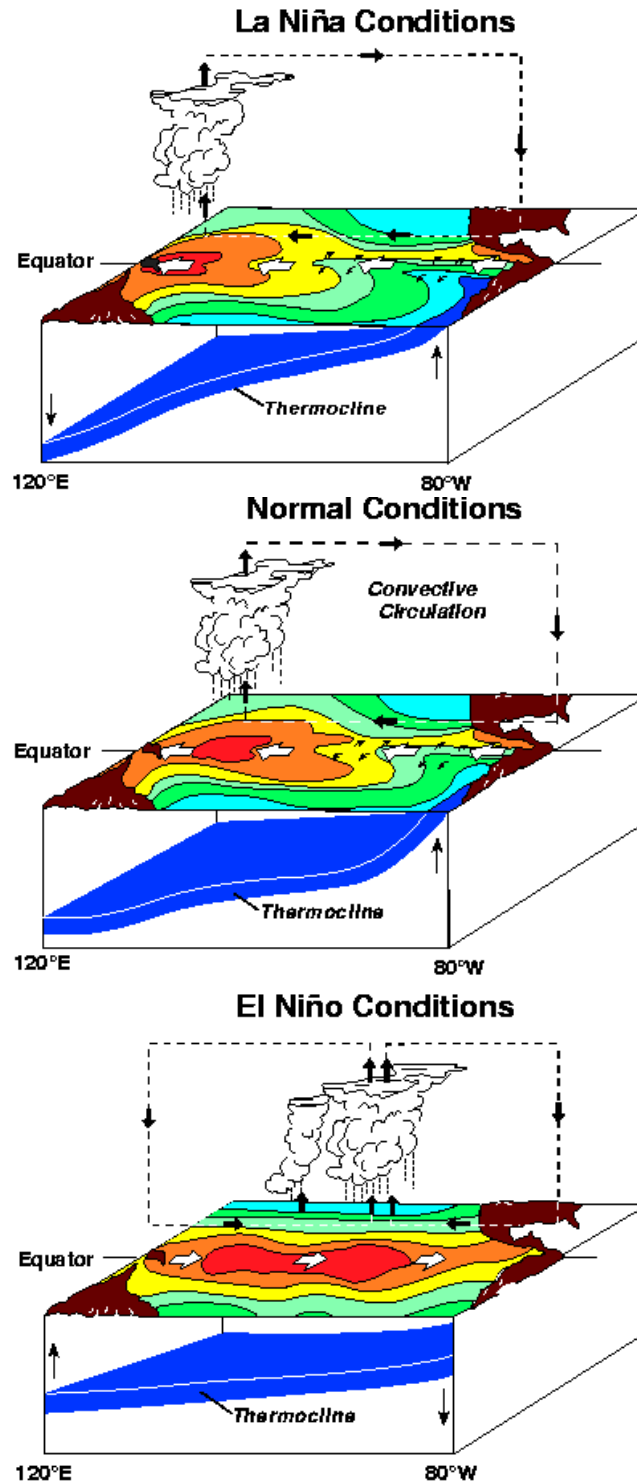 La Niña Conditions
Equator
Thermocline
120°E
80°W
Normal Conditions
Convective
Circulation
Equator
Thermocline
120°E
80°W
El Niño Conditions
Equator
Thermocline
120°E
80°W